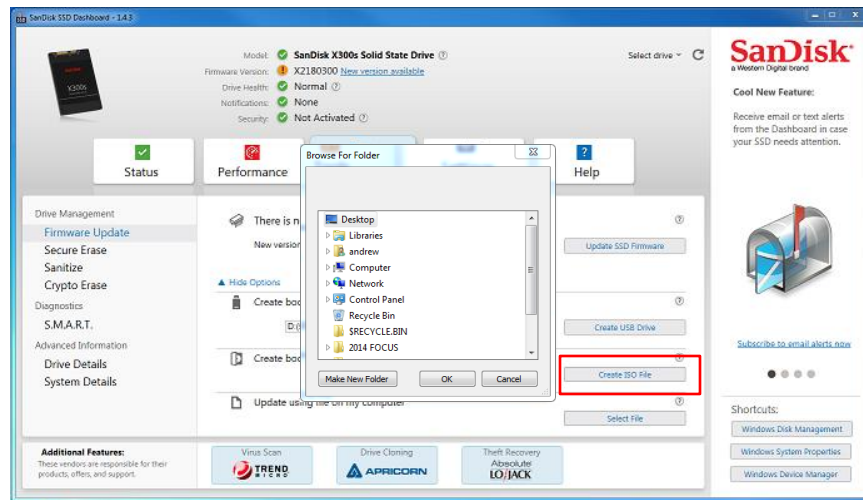 SanDisk SSD Dashboard - 1.4.3
Model: SanDisk X300s Solid State Drive
Firmware Version: X2180300 New version available
Drive Health: Normal
Notifications: None
Security: Not Activated
Select drive
X300s
Status
Performance
Help
Drive Management
Firmware Update
Secure Erase
Sanitize
Crypto Erase
Diagnostics
S.M.A.R.T.
Advanced Information
Drive Details
System Details
There is n
New version
Update SSD Firmware
Hide Options
Create boo
D:
Create USB Drive
Create boo
Create ISO File
Update using file on my computer
Select File
Browse For Folder
Desktop
Libraries
andrew
Computer
Network
Control Panel
Recycle Bin
$RECYCLE.BIN
2014 FOCUS
Make New Folder
OK
Cancel
Additional Features:
These vendors are responsible for their
products, offers, and support.
Virus Scan
TREND
MICRO
Drive Cloning
APRICORN
Theft Recovery
Absolute
LOJACK
SanDisk
a Western Digital brand
Cool New Feature:
Receive email or text alerts
from the Dashboard in case
your SSD needs attention.
Subscribe to email alerts now
Shortcuts:
Windows Disk Management
Windows System Properties
Windows Device Manager